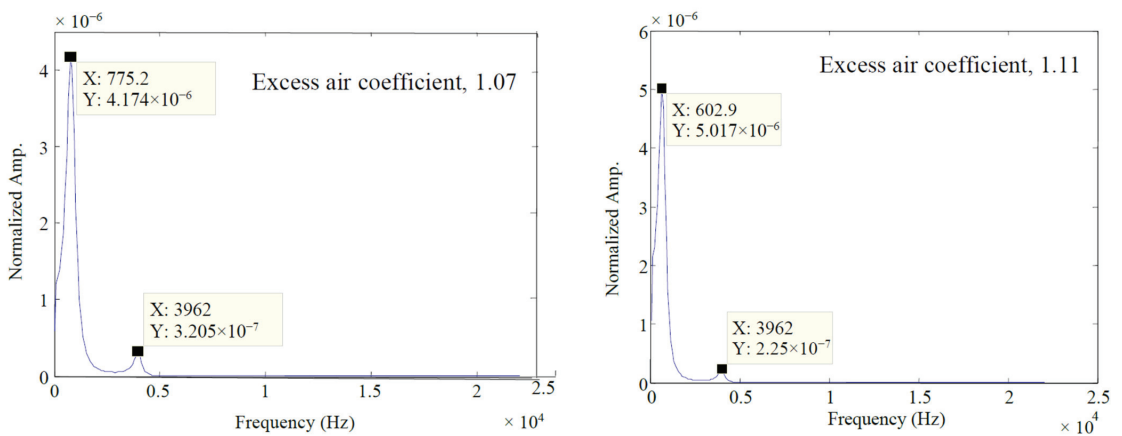 × 10⁻⁶
4
3
2
1
0
Normalized Amp.
X: 775.2
Y: 4.174×10⁻⁶
Excess air coefficient, 1.07
X: 3962
Y: 3.205×10⁻⁷
0 0.5 1 1.5 2 2.5
× 10⁴
Frequency (Hz)
× 10⁻⁶
6
5
4
3
2
1
0
Normalized Amp.
Excess air coefficient, 1.11
X: 602.9
Y: 5.017×10⁻⁶
X: 3962
Y: 2.25×10⁻⁷
0 0.5 1 1.5 2 2.5
× 10⁴
Frequency (Hz)